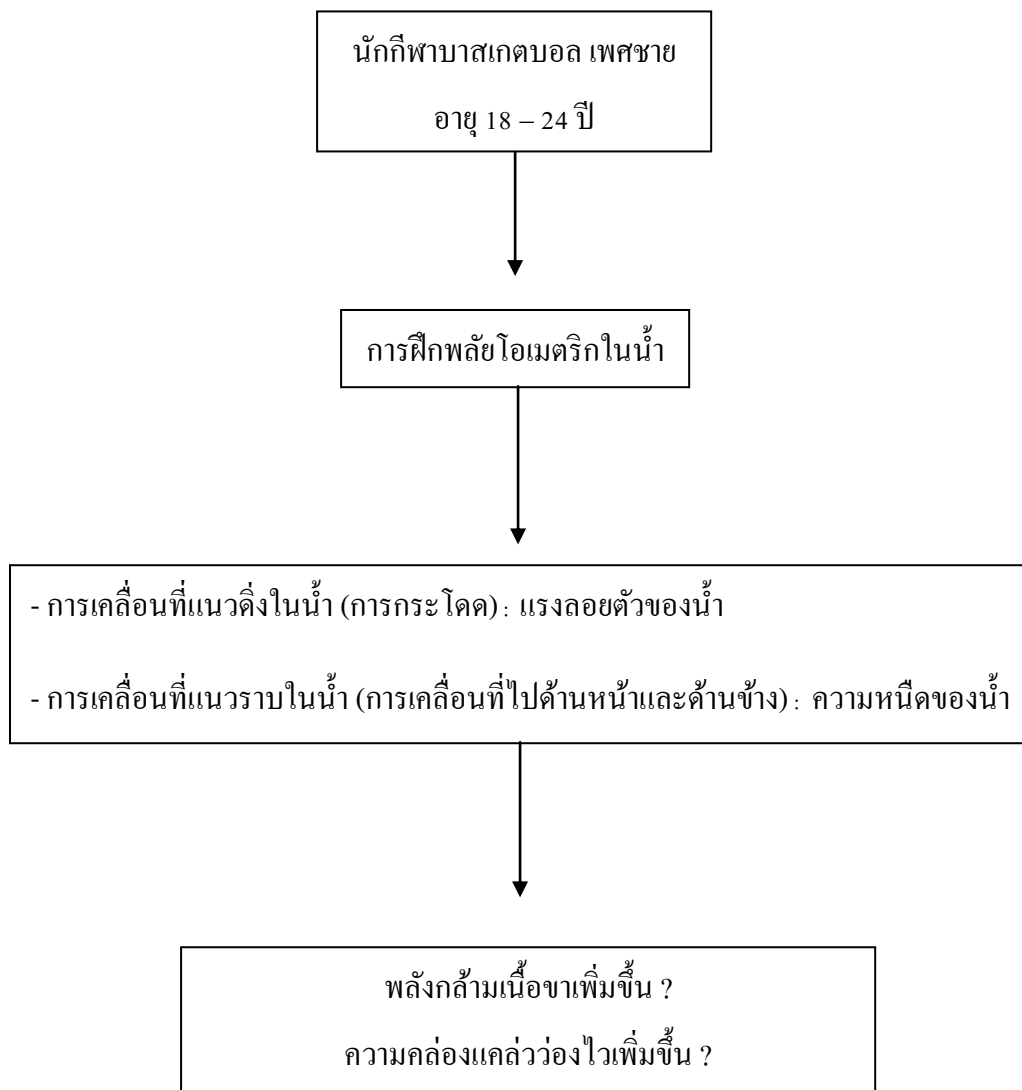 นักกีฬาบาสเกตบอล เพศชาย
อายุ 18 – 24 ปี
การฝึกพลัยโอเมตริกในน้ำ
- การเคลื่อนที่แนวดิ่งในน้ำ (การกระโดด) : แรงลอยตัวของน้ำ
- การเคลื่อนที่แนวราบในน้ำ (การเคลื่อนที่ไปด้านหน้าและด้านข้าง) : ความหนืดของน้ำ
พลังกล้ามเนื้อขาเพิ่มขึ้น ?
ความคล่องแคล่วว่องไวเพิ่มขึ้น ?